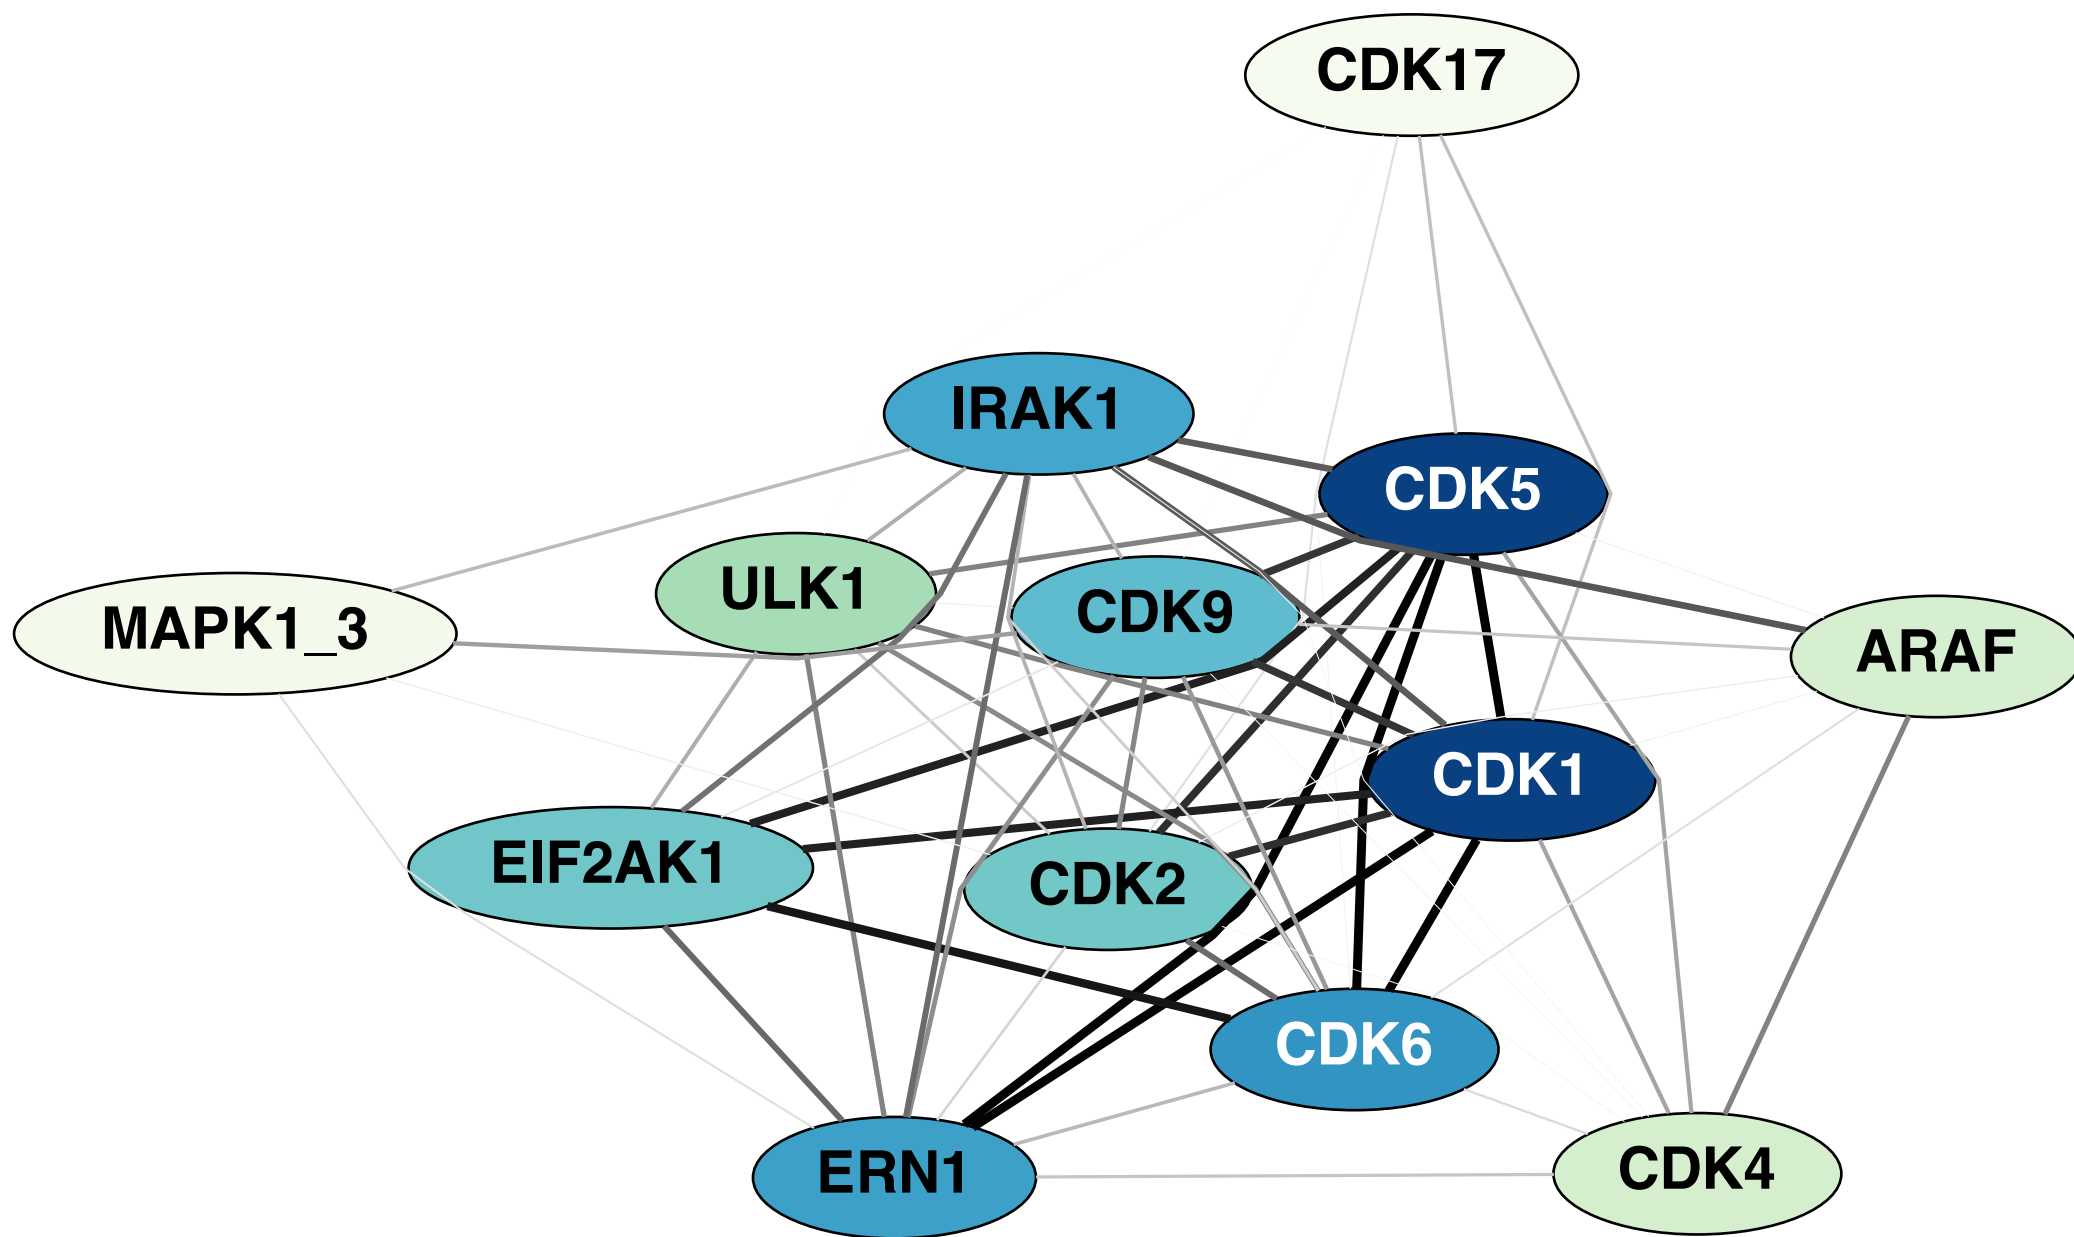 CDK17
IRAK1
CDK5
ULK1
CDK9
MAPK1_3
ARAF
CDK1
EIF2AK1
CDK2
CDK6
ERN1
CDK4